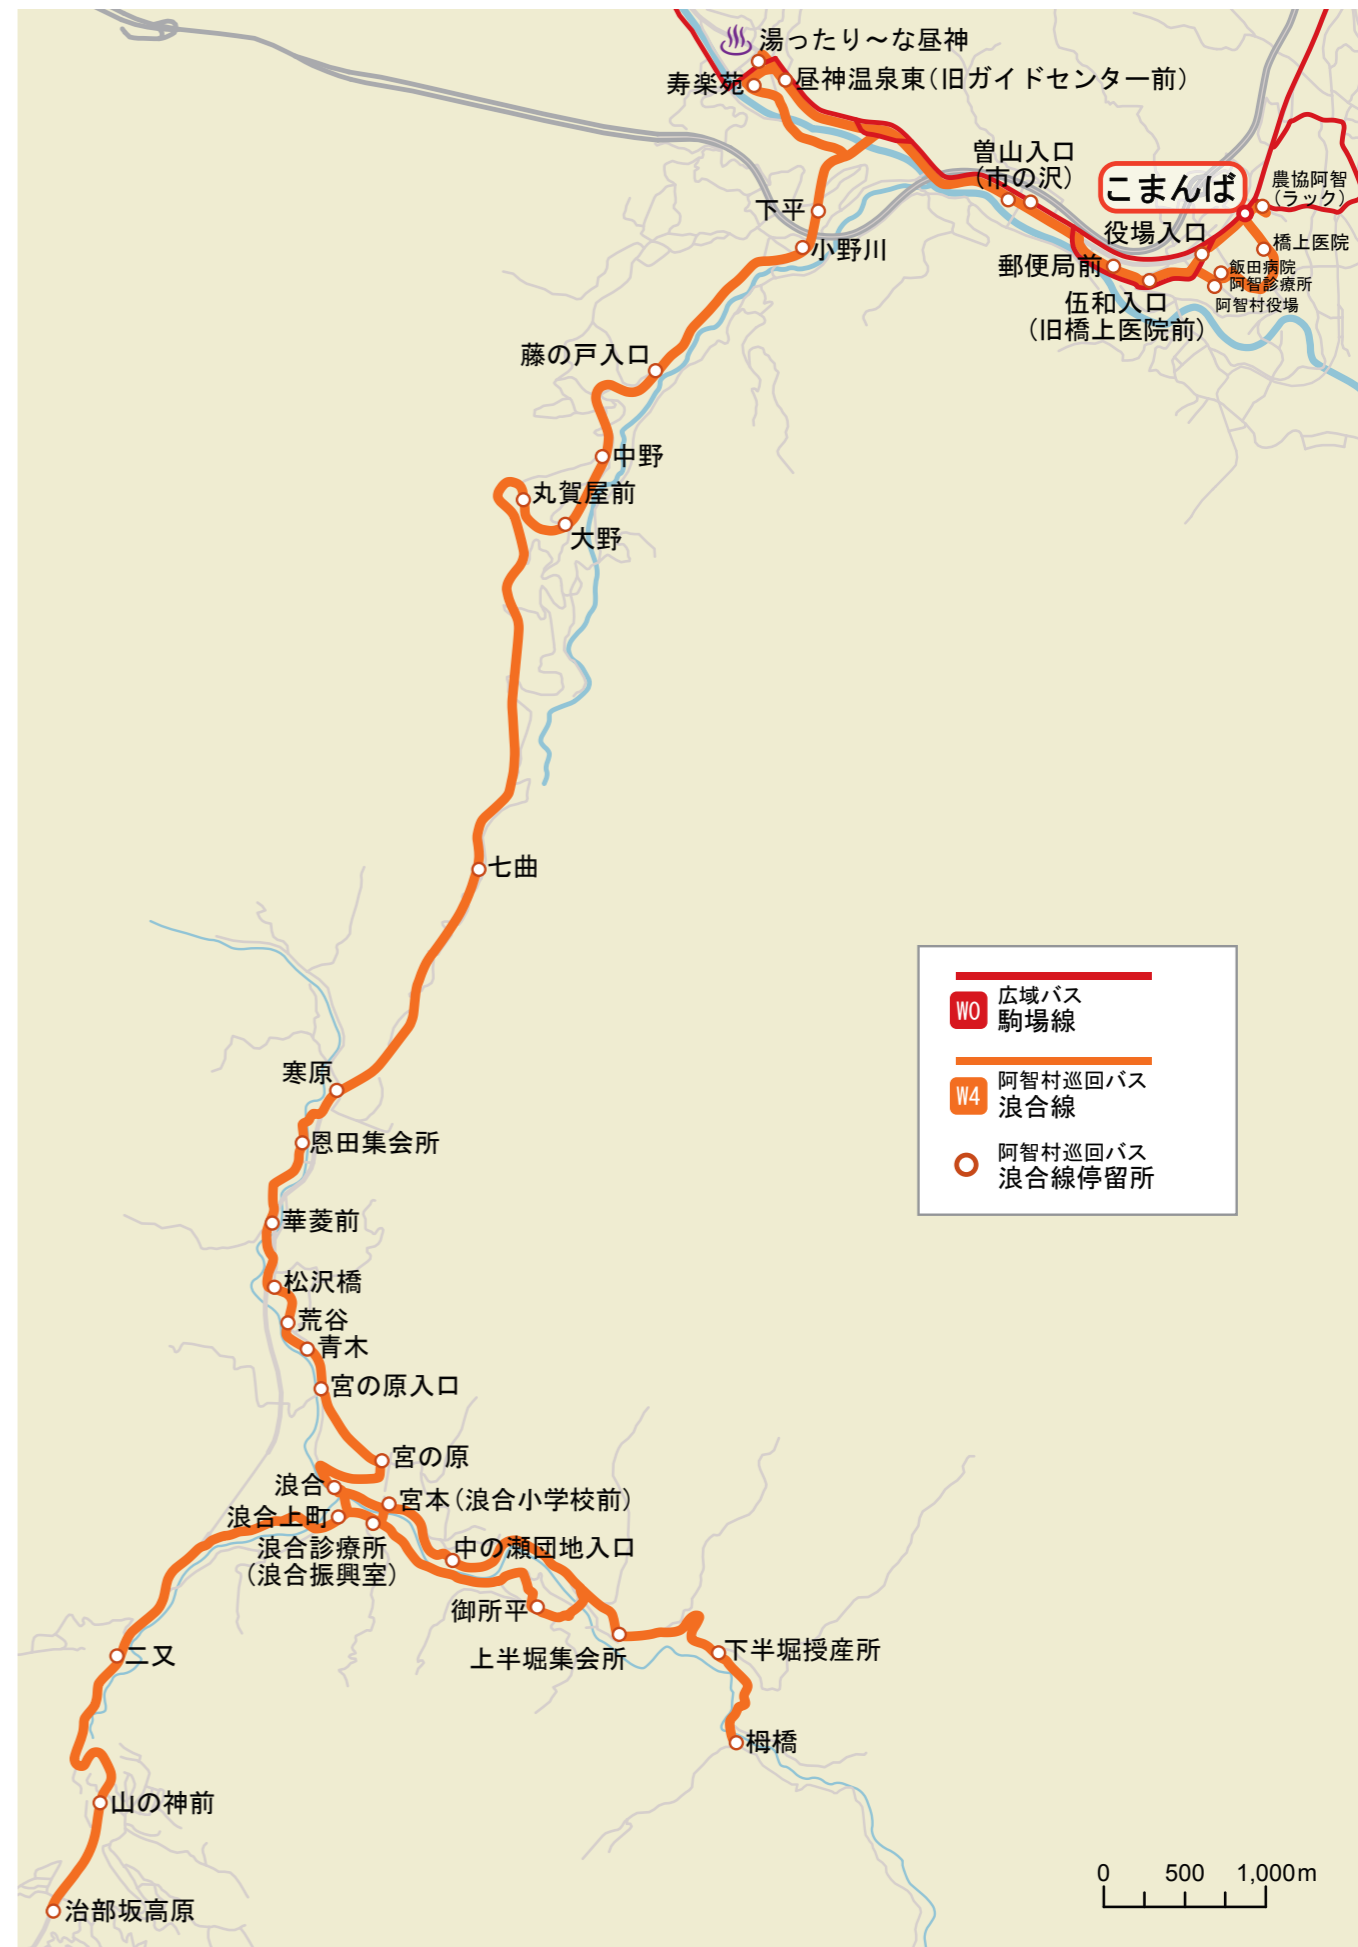 湯ったり～な昼神
寿楽苑
昼神温泉東(旧ガイドセンター前)
曽山入口
(市の沢)
こまんば
農協阿智
(ラック)
下平
役場入口
小野川
橋上医院
郵便局前
飯田病院
阿智診療所
阿智村役場
伍和入口
(旧橋上医院前)
藤の戸入口
中野
丸賀屋前
大野
七曲
W0
広域バス
駒場線
W4
阿智村巡回バス
浪合線
阿智村巡回バス
浪合線停留所
寒原
恩田集会所
華菱前
松沢橋
荒谷
青木
宮の原入口
宮の原
浪合
宮本(浪合小学校前)
浪合上町
浪合診療所
(浪合振興室)
中の瀬団地入口
御所平
上半堀集会所
下半堀授産所
二又
栂橋
山の神前
治部坂高原
0 500 1,000m